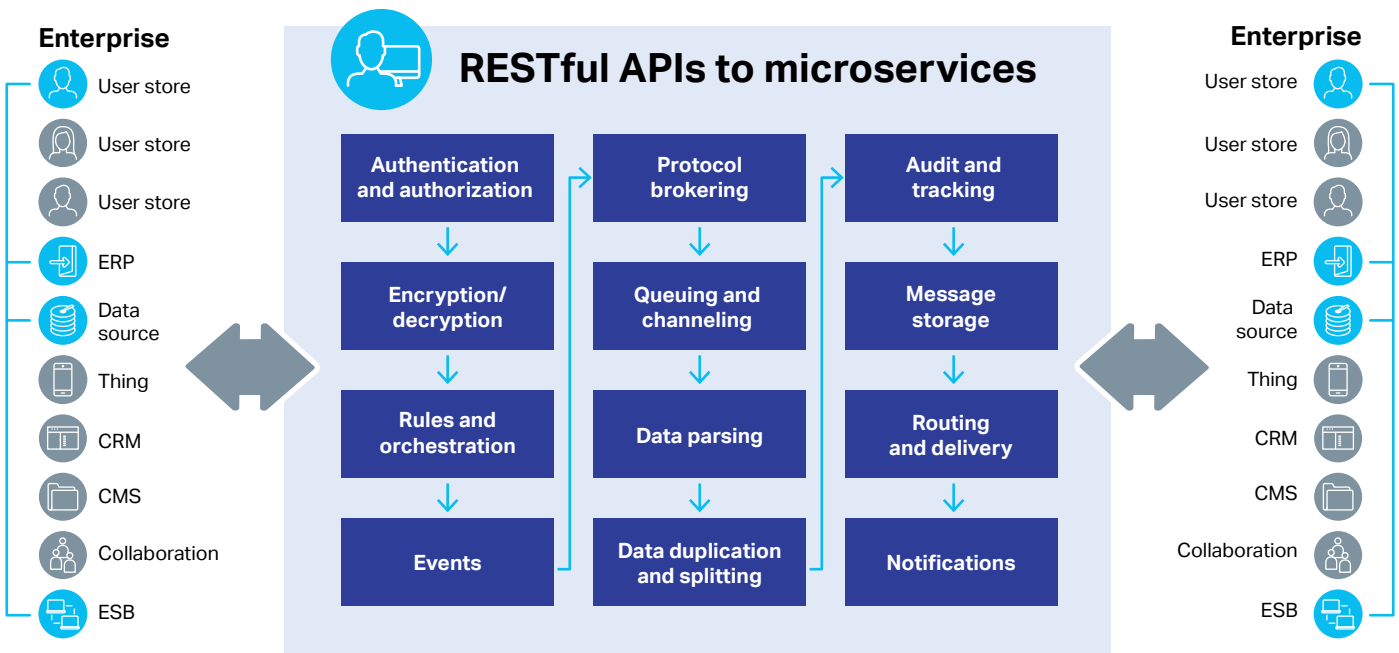 Enterprise
User store
User store
User store
ERP
Data
source
Thing
CRM
CMS
Collaboration
ESB
RESTful APIs to microservices
Authentication
and authorization
Encryption/
decryption
Rules and
orchestration
Events
Protocol
brokering
Queuing and
channeling
Data parsing
Data duplication
and splitting
Audit and
tracking
Message
storage
Routing
and delivery
Notifications
Enterprise
User store
User store
User store
ERP
Data
source
Thing
CRM
CMS
Collaboration
ESB